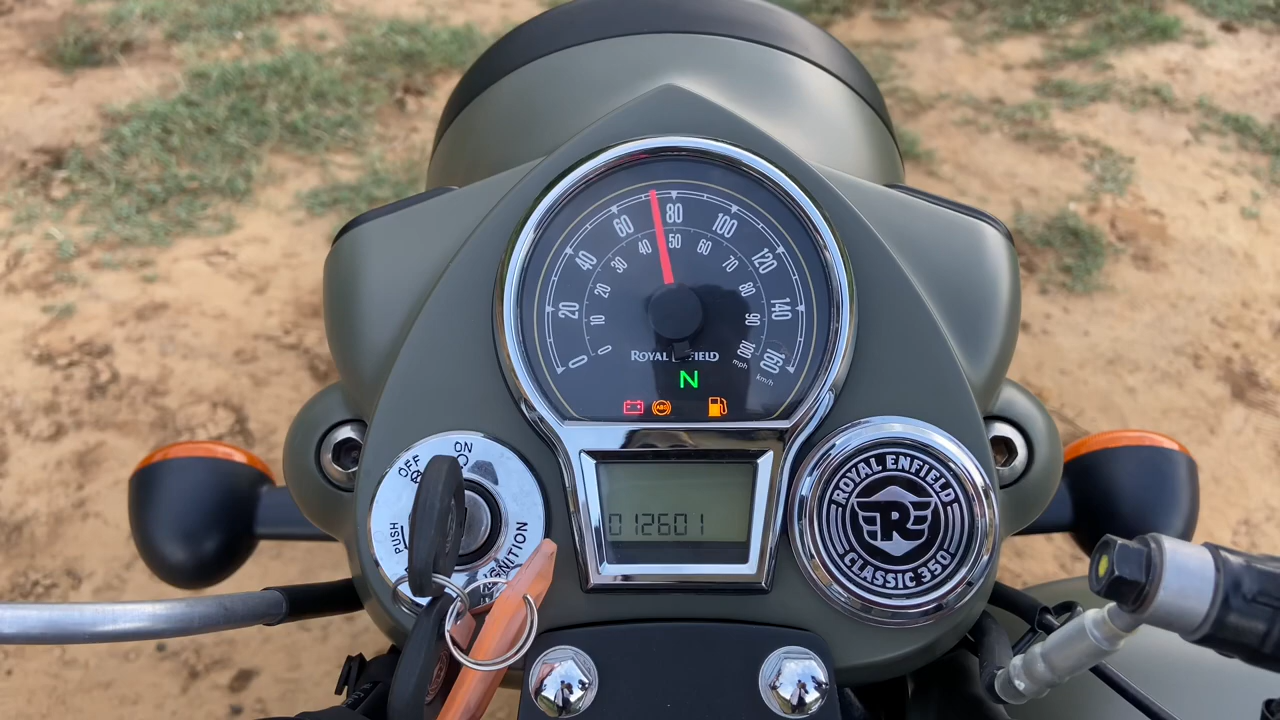 0 20 40 60 80 100 120 140 160
0 10 20 30 40 50 60 70 80 90 100
mph
km/h
ROYAL ENFIELD
N
ABS
012601
OFF
ON
PUSH
ROYAL ENFIELD
R
CLASSIC 350